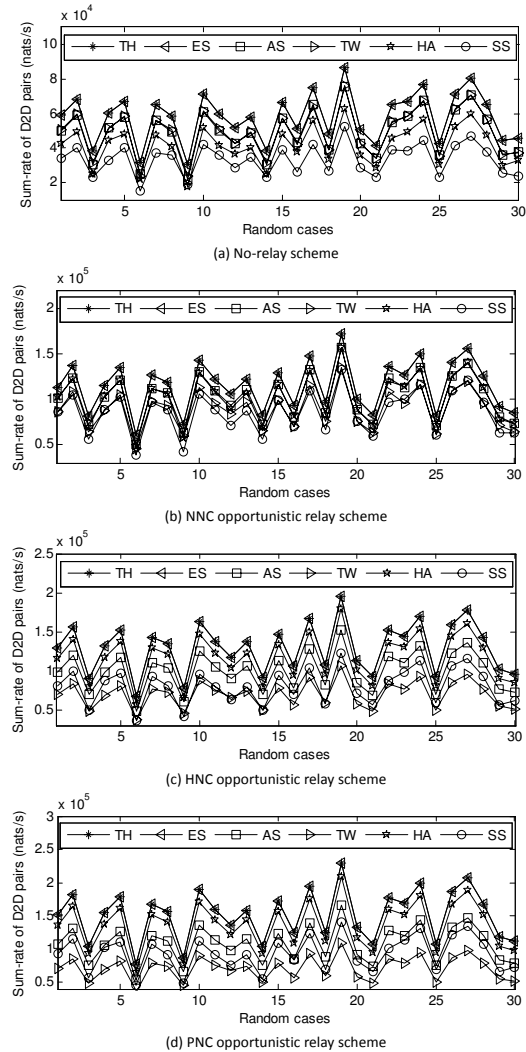 x 10^4
10
8
6
4
2
Sum-rate of D2D pairs (nats/s)
TH ES AS TW HA SS
5 10 15 20 25 30
Random cases
(a) No-relay scheme
x 10^5
2
1.5
1
0.5
Sum-rate of D2D pairs (nats/s)
TH ES AS TW HA SS
5 10 15 20 25 30
Random cases
(b) NNC opportunistic relay scheme
x 10^5
2.5
2
1.5
1
0.5
Sum-rate of D2D pairs (nats/s)
TH ES AS TW HA SS
5 10 15 20 25 30
Random cases
(c) HNC opportunistic relay scheme
x 10^5
3
2.5
2
1.5
1
0.5
Sum-rate of D2D pairs (nats/s)
TH ES AS TW HA SS
5 10 15 20 25 30
Random cases
(d) PNC opportunistic relay scheme